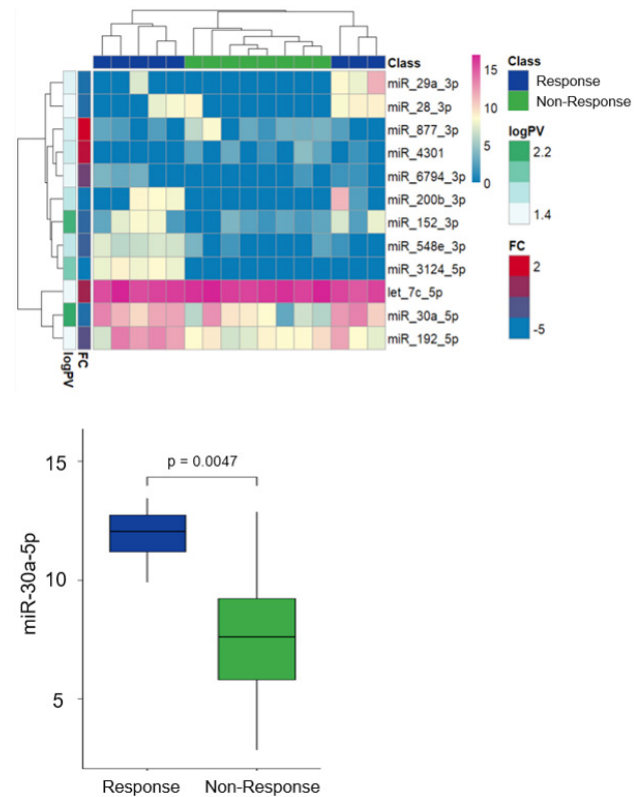 Class
miR_29a_3p
miR_28_3p
miR_877_3p
miR_4301
miR_6794_3p
miR_200b_3p
miR_152_3p
miR_548e_3p
miR_3124_5p
let_7c_5p
miR_30a_5p
miR_192_5p
logPV
FC
15
10
5
0
Class
Response
Non-Response
logPV
2.2
1.4
FC
2
-5
p = 0.0047
miR-30a-5p
15
10
5
Response
Non-Response